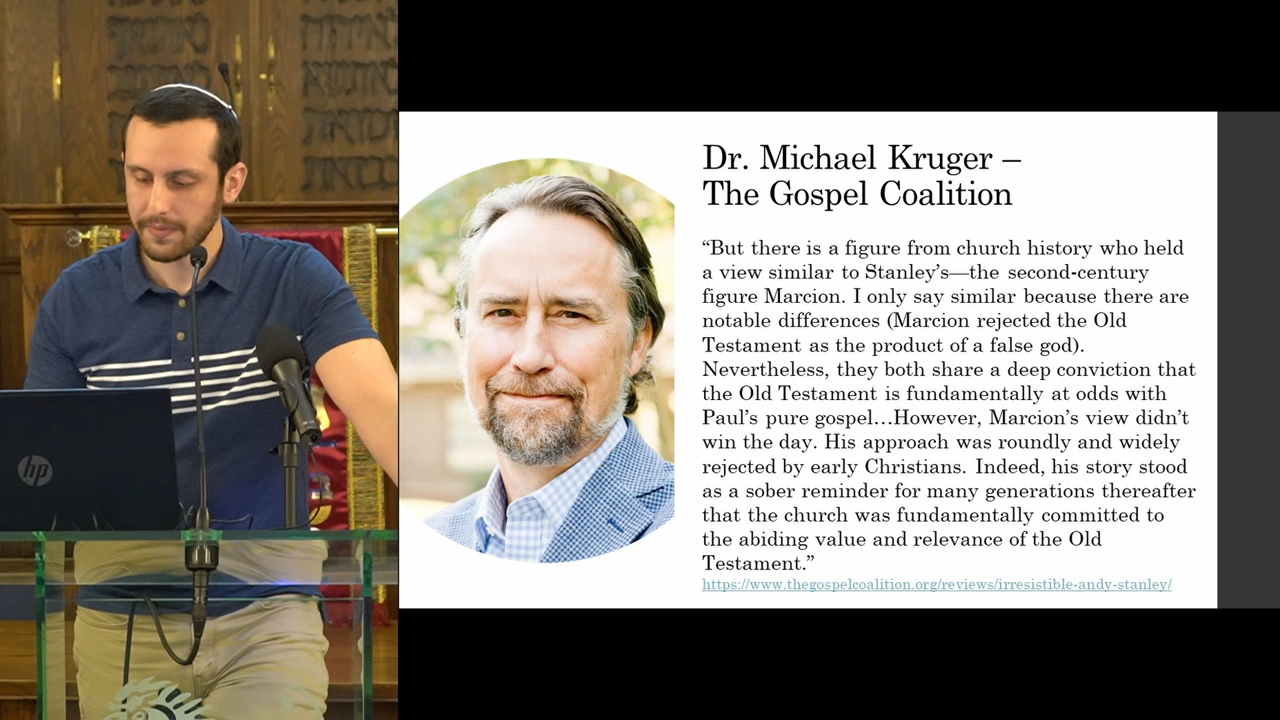 Dr. Michael Kruger –
The Gospel Coalition
“But there is a figure from church history who held
a view similar to Stanley’s—the second-century
figure Marcion. I only say similar because there are
notable differences (Marcion rejected the Old
Testament as the product of a false god).
Nevertheless, they both share a deep conviction that
the Old Testament is fundamentally at odds with
Paul’s pure gospel…However, Marcion’s view didn’t
win the day. His approach was roundly and widely
rejected by early Christians. Indeed, his story stood
as a sober reminder for many generations thereafter
that the church was fundamentally committed to
the abiding value and relevance of the Old
Testament.”
https://www.thegospelcoalition.org/reviews/irresistible-andy-stanley/
hp